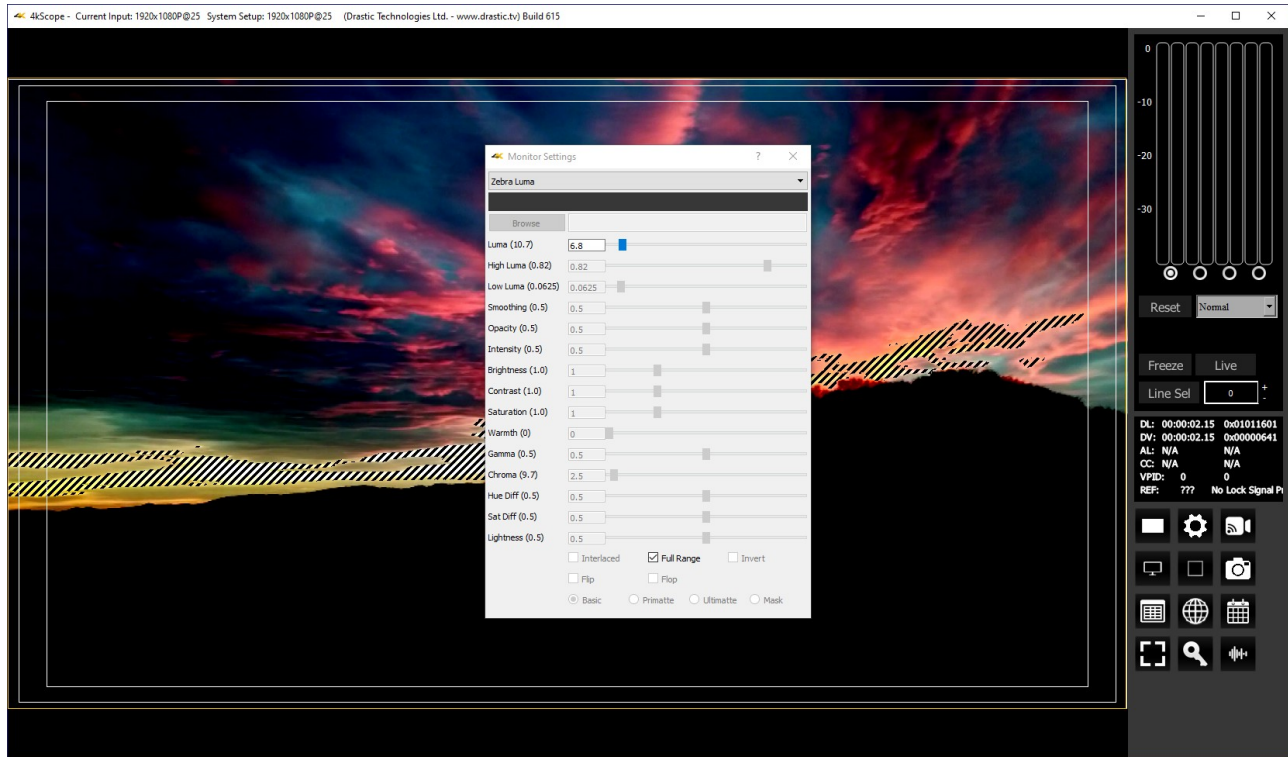 4kScope - Current Input: 1920x1080P@25 System Setup: 1920x1080P@25 (Drastic Technologies Ltd. - www.drastic.tv) Build 615
Monitor Settings ?
Zebra Luma
Browse
Luma (10.7) 6.8
High Luma (0.82) 0.82
Low Luma (0.0625) 0.0625
Smoothing (0.5) 0.5
Opacity (0.5) 0.5
Intensity (0.5) 0.5
Brightness (1.0) 1
Contrast (1.0) 1
Saturation (1.0) 1
Warmth (0) 0
Gamma (0.5) 0.5
Chroma (9.7) 2.5
Hue Diff (0.5) 0.5
Sat Diff (0.5) 0.5
Lightness (0.5) 0.5
Interlaced Full Range Invert
Flip Flop
Basic Primatte Ultimatte Mask
0
-10
-20
-30
Reset Normal
Freeze Live
Line Sel 0 + -
DL: 00:00:02.15 0x01011601
DV: 00:00:02.15 0x00000641
AL: N/A N/A
CC: N/A N/A
VPID: 0 0
REF: ??? No Lock Signal Pr